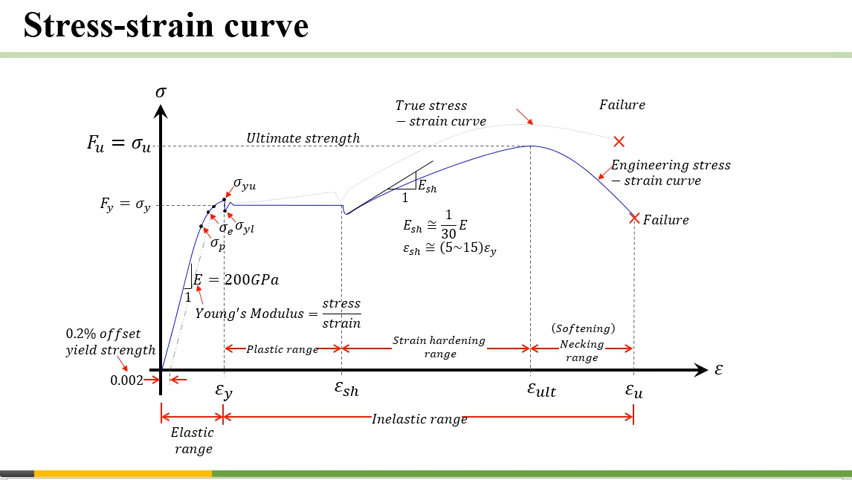 Stress-strain curve
σ
True stress
− strain curve
Failure
F_u = σ_u
Ultimate strength
Engineering stress
− strain curve
σ_yu
E_sh
1
F_y = σ_y
σ_e σ_yl
Failure
σ_p
E_sh ≅ 1/30 E
ε_sh ≅ (5~15)ε_y
E = 200GPa
1
Young's Modulus = stress/strain
0.2% offset
yield strength
Plastic range
Strain hardening
range
(Softening)
Necking
range
0.002
ε
ε_y
ε_sh
ε_ult
ε_u
Inelastic range
Elastic
range